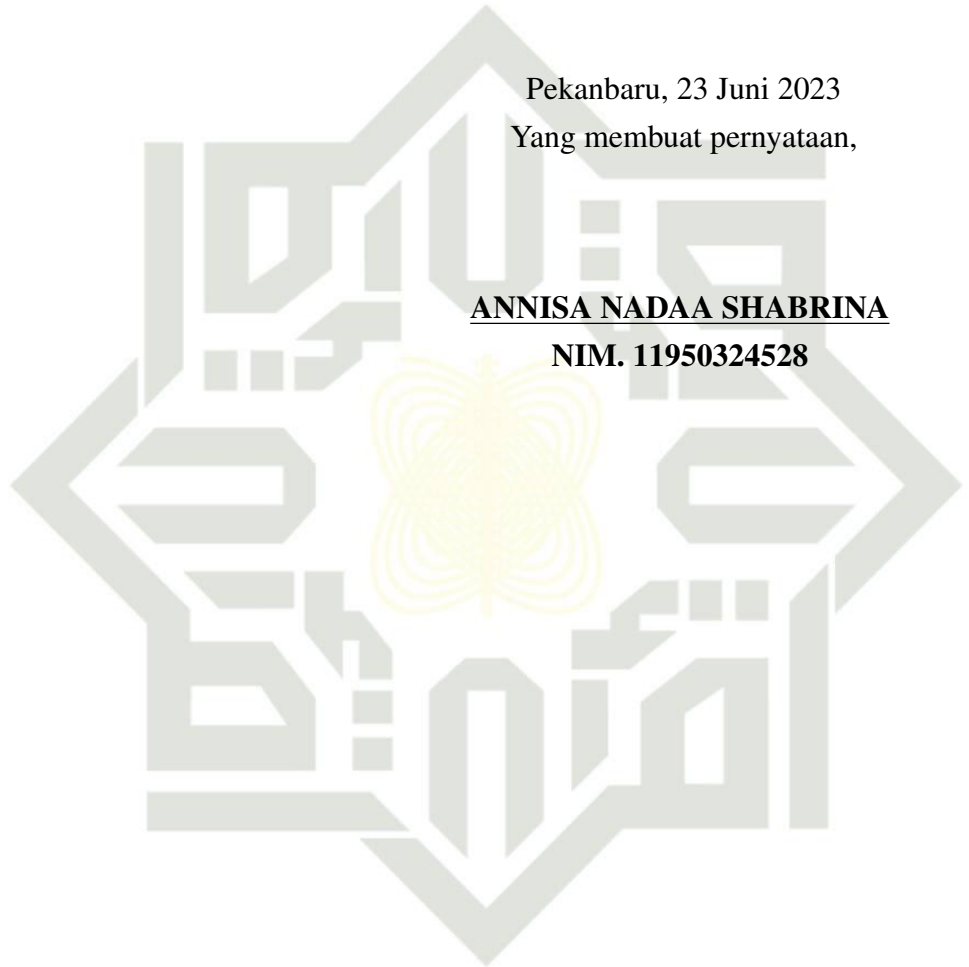 Pekanbaru, 23 Juni 2023
Yang membuat pernyataan,
ANNISA NADAA SHABRINA
NIM. 11950324528